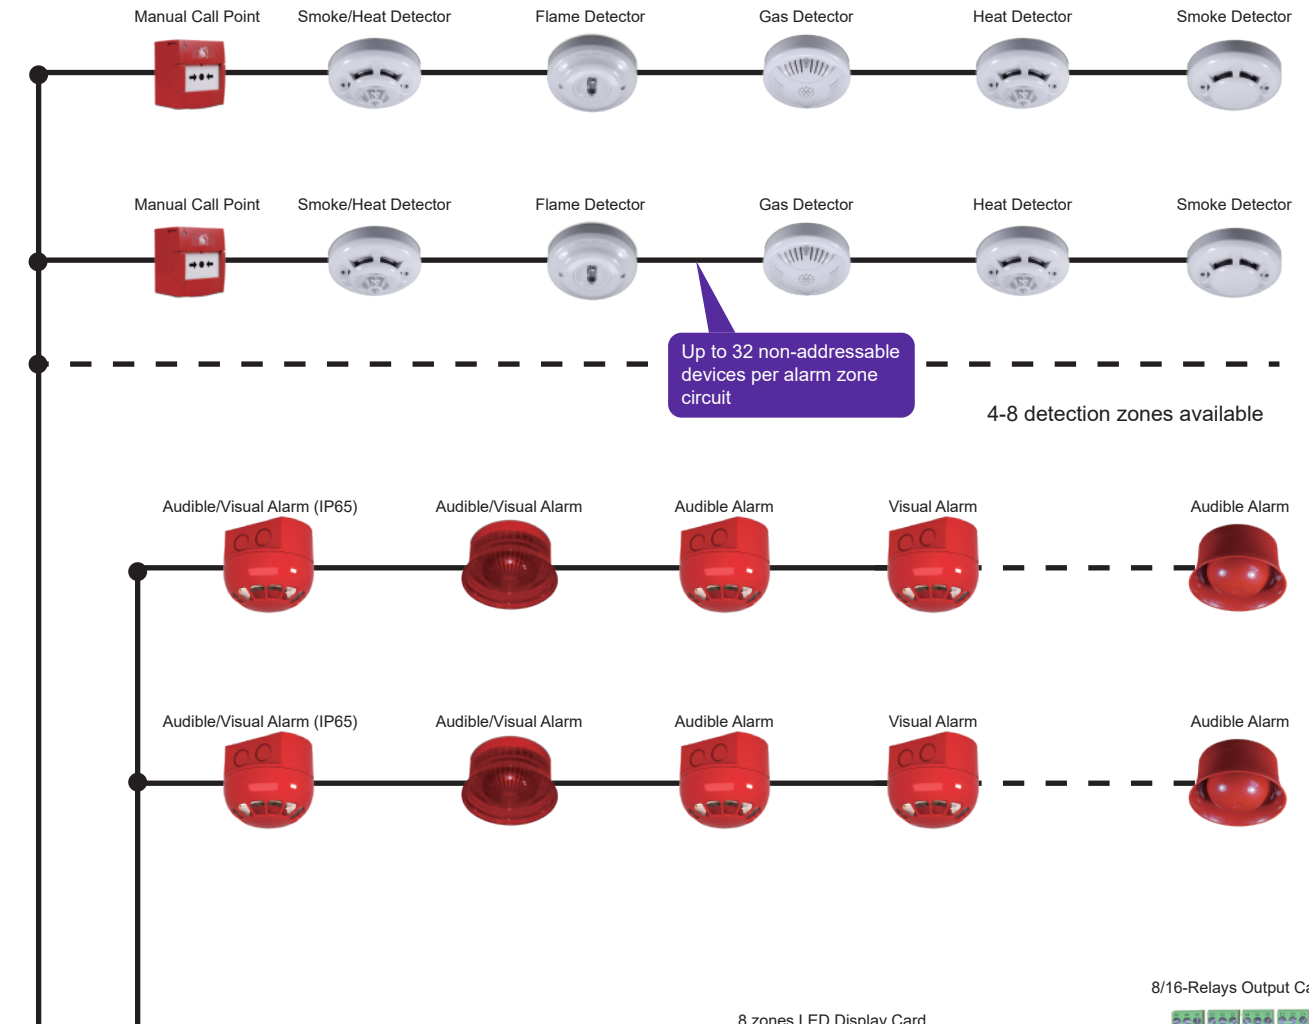 Manual Call Point
Smoke/Heat Detector
Flame Detector
Gas Detector
Heat Detector
Smoke Detector
Manual Call Point
Smoke/Heat Detector
Flame Detector
Gas Detector
Heat Detector
Smoke Detector
Up to 32 non-addressable
devices per alarm zone
circuit
4-8 detection zones available
Audible/Visual Alarm (IP65)
Audible/Visual Alarm
Audible Alarm
Visual Alarm
Audible Alarm
Audible/Visual Alarm (IP65)
Audible/Visual Alarm
Audible Alarm
Visual Alarm
Audible Alarm
8/16-Relays Output
8 zones LED Display Card